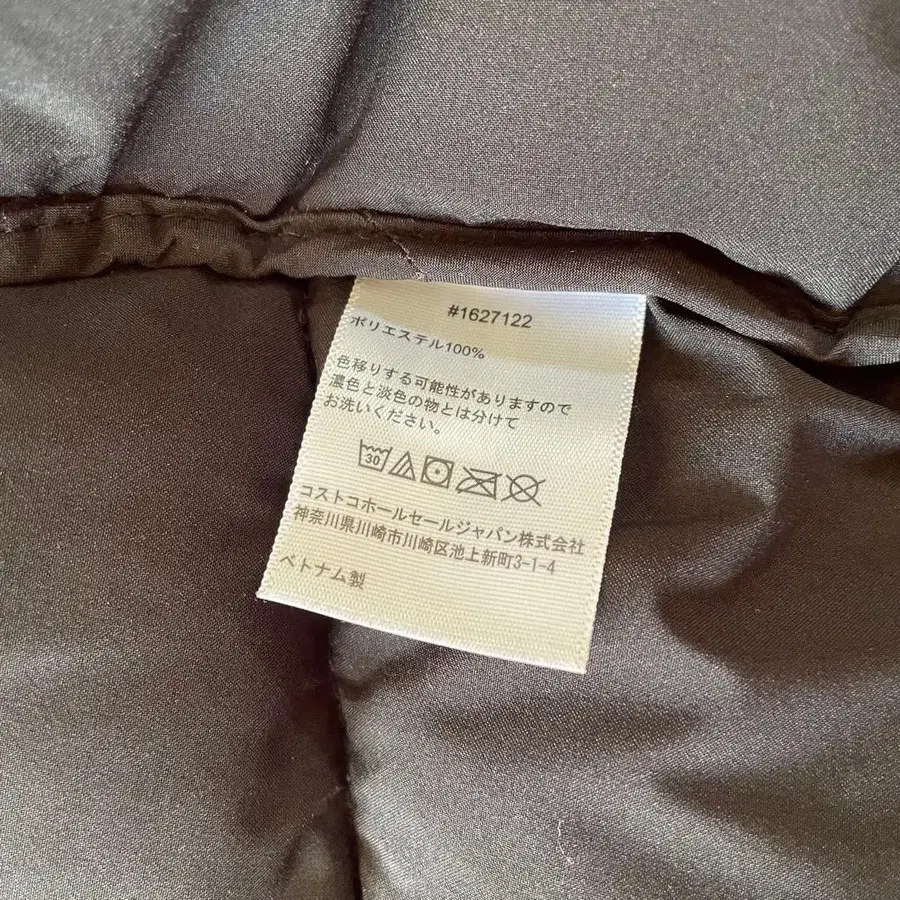 #1627122
ポリエステル100%
色移りする可能性がありますので
濃色と淡色の物とは分けて
お洗いください。
30
コストコホールセールジャパン株式会社
神奈川県川崎市川崎区池上新町3-1-4
ベトナム製